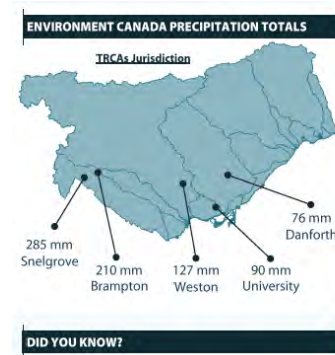 ENVIRONMENT CANADA PRECIPITATION TOTALS
TRCAs Jurisdiction
76 mm
Danforth
285 mm
Snelgrove
210 mm
Brampton
127 mm
Weston
90 mm
University
DID YOU KNOW?